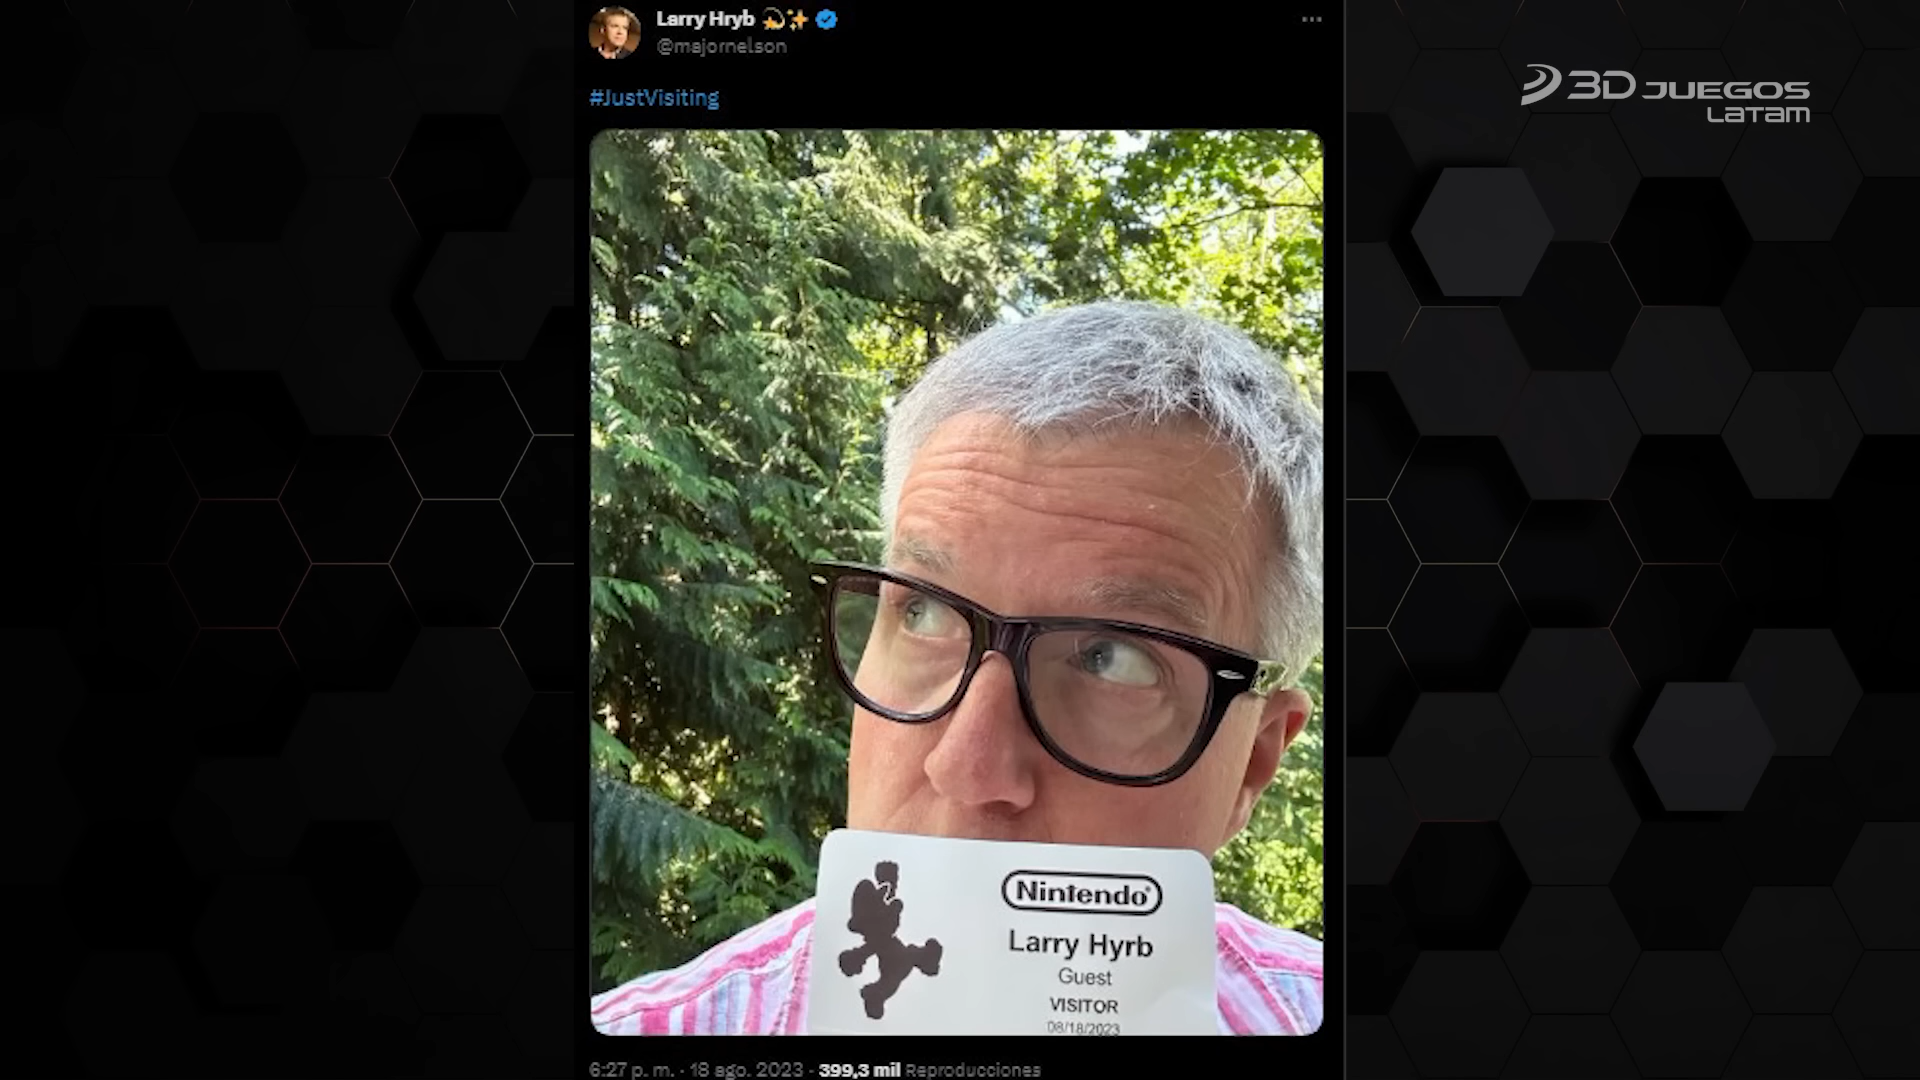 Larry Hryb
@majornelson
#JustVisiting
3D JUEGOS
LATAM
Nintendo
Larry Hyrb
Guest
VISITOR
08/18/2023
6:27 p. m. · 18 ago. 2023 · 399,3 mil Reproducciones